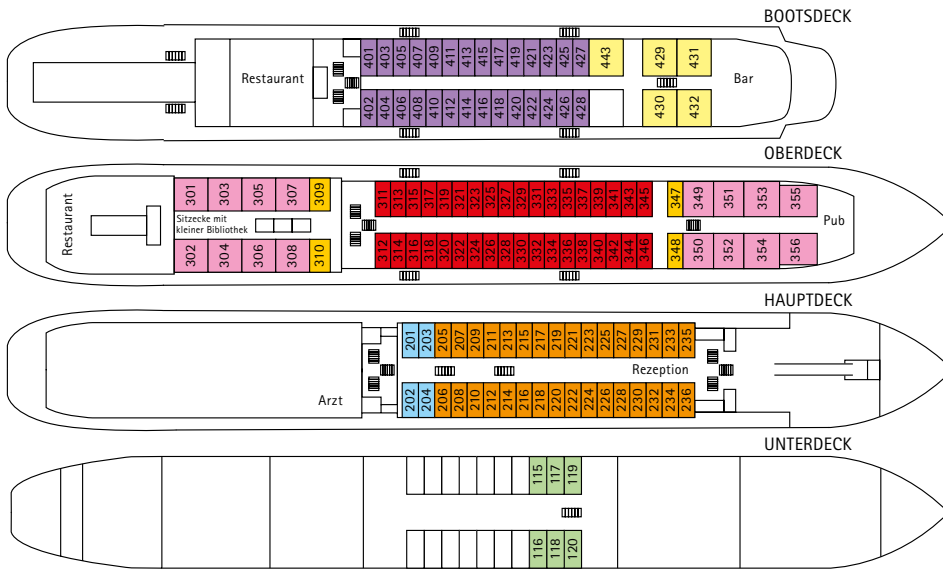 BOOTSDECK
401 403 405 407 409 411 413 415 417 419 421 423 425 427 443 429 431
Restaurant
Bar
402 404 406 408 410 412 414 416 418 420 422 424 426 428 430 432
OBERDECK
301 303 305 307 309 311 313 315 317 319 321 323 325 327 329 331 333 335 337 339 341 343 345 347 349 351 353 355
Restaurant
Sitzecke mit
kleiner Bibliothek
Pub
302 304 306 308 310 312 314 316 318 320 322 324 326 328 330 332 334 336 338 340 342 344 346 348 350 352 354 356
HAUPTDECK
201 203 205 207 209 211 213 215 217 219 221 223 225 227 229 231 233 235
Rezeption
Arzt
202 204 206 208 210 212 214 216 218 220 222 224 226 228 230 232 234 236
UNTERDECK
115 117 119
116 118 120